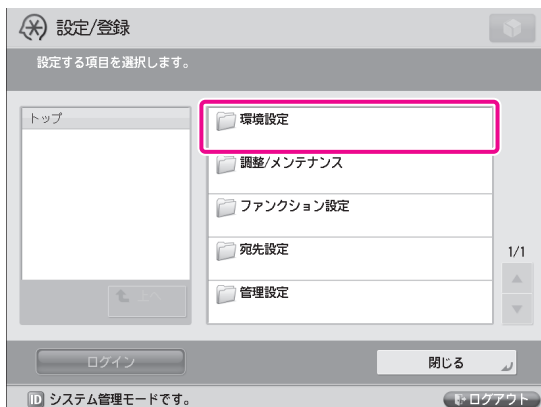 設定/登録
設定する項目を選択します。
トップ
環境設定
調整/メンテナンス
ファンクション設定
宛先設定
管理設定
1/1
上へ
ログイン
閉じる
ID システム管理モードです。
ログアウト